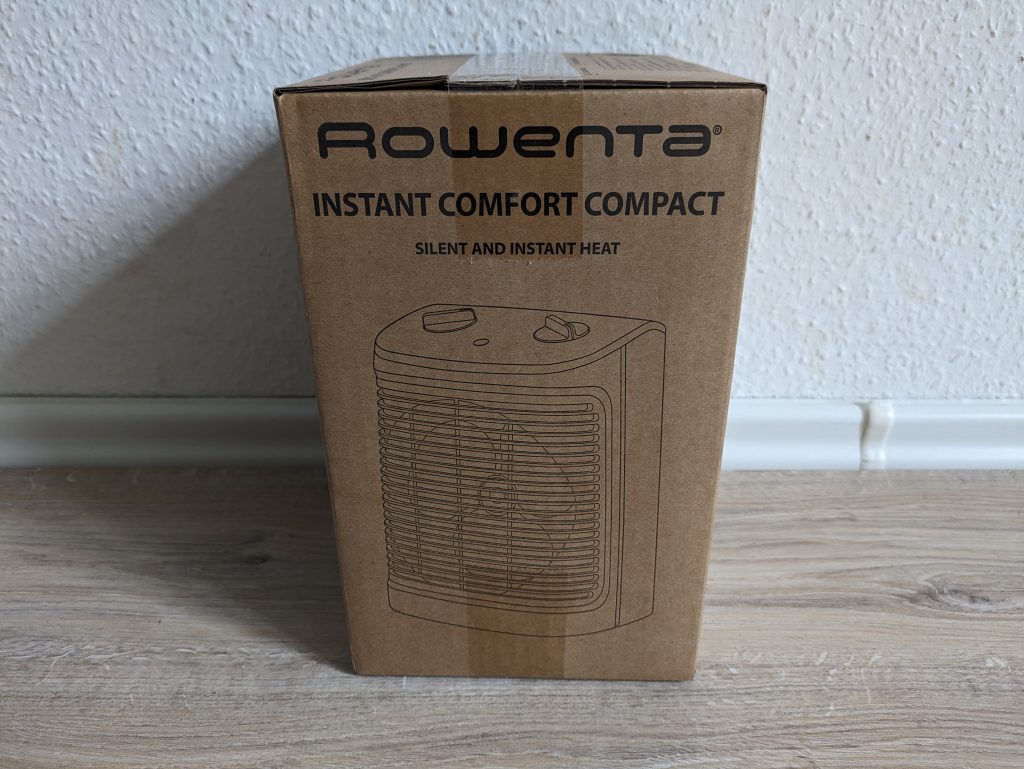 Rowenta®
INSTANT COMFORT COMPACT
SILENT AND INSTANT HEAT